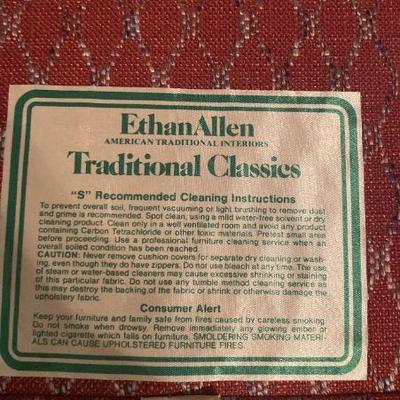 EthanAllen
AMERICAN TRADITIONAL INTERIORS
Traditional Classics
"S" Recommended Cleaning Instructions
To prevent overall soil, frequent vacuuming or light brushing to remove dust
and grime is recommended. Spot clean, using a mild water-free solvent or dry
cleaning product. Clean only in a well ventilated room and avoid any product
containing Carbon Tetrachloride or other toxic materials. Pretest small area
before proceeding. Use a professional furniture cleaning service when an
overall soiled condition has been reached.
CAUTION: Never remove cushion covers for separate dry cleaning or wash-
ing, even though they do have zippers. Do not use bleach at any time. The use
of steam or water-based cleaners may cause excessive shrinking or staining
of this particular fabric. Do not use any tumble method cleaning service as
this may destroy the backing of the fabric or shrink or otherwise damage the
upholstery fabric.
Consumer Alert
Keep your furniture and family safe from fires caused by careless smoking.
Do not smoke when drowsy. Remove immediately any glowing ember or
lighted cigarette which falls on furniture. SMOLDERING SMOKING MATERI-
ALS CAN CAUSE UPHOLSTERED FURNITURE FIRES.